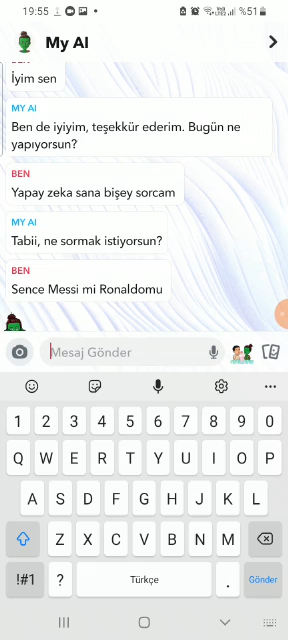 19:55
%51
My AI
BEN
İyim sen
MY AI
Ben de iyiyim, teşekkür ederim. Bugün ne
yapıyorsun?
BEN
Yapay zeka sana bişey sorcam
MY AI
Tabii, ne sormak istiyorsun?
BEN
Sence Messi mi Ronaldomu
Mesaj Gönder
1 2 3 4 5 6 7 8 9 0
Q W E R T Y U I O P
A S D F G H J K L
Z X C V B N M
!#1 ? Türkçe . Gönder